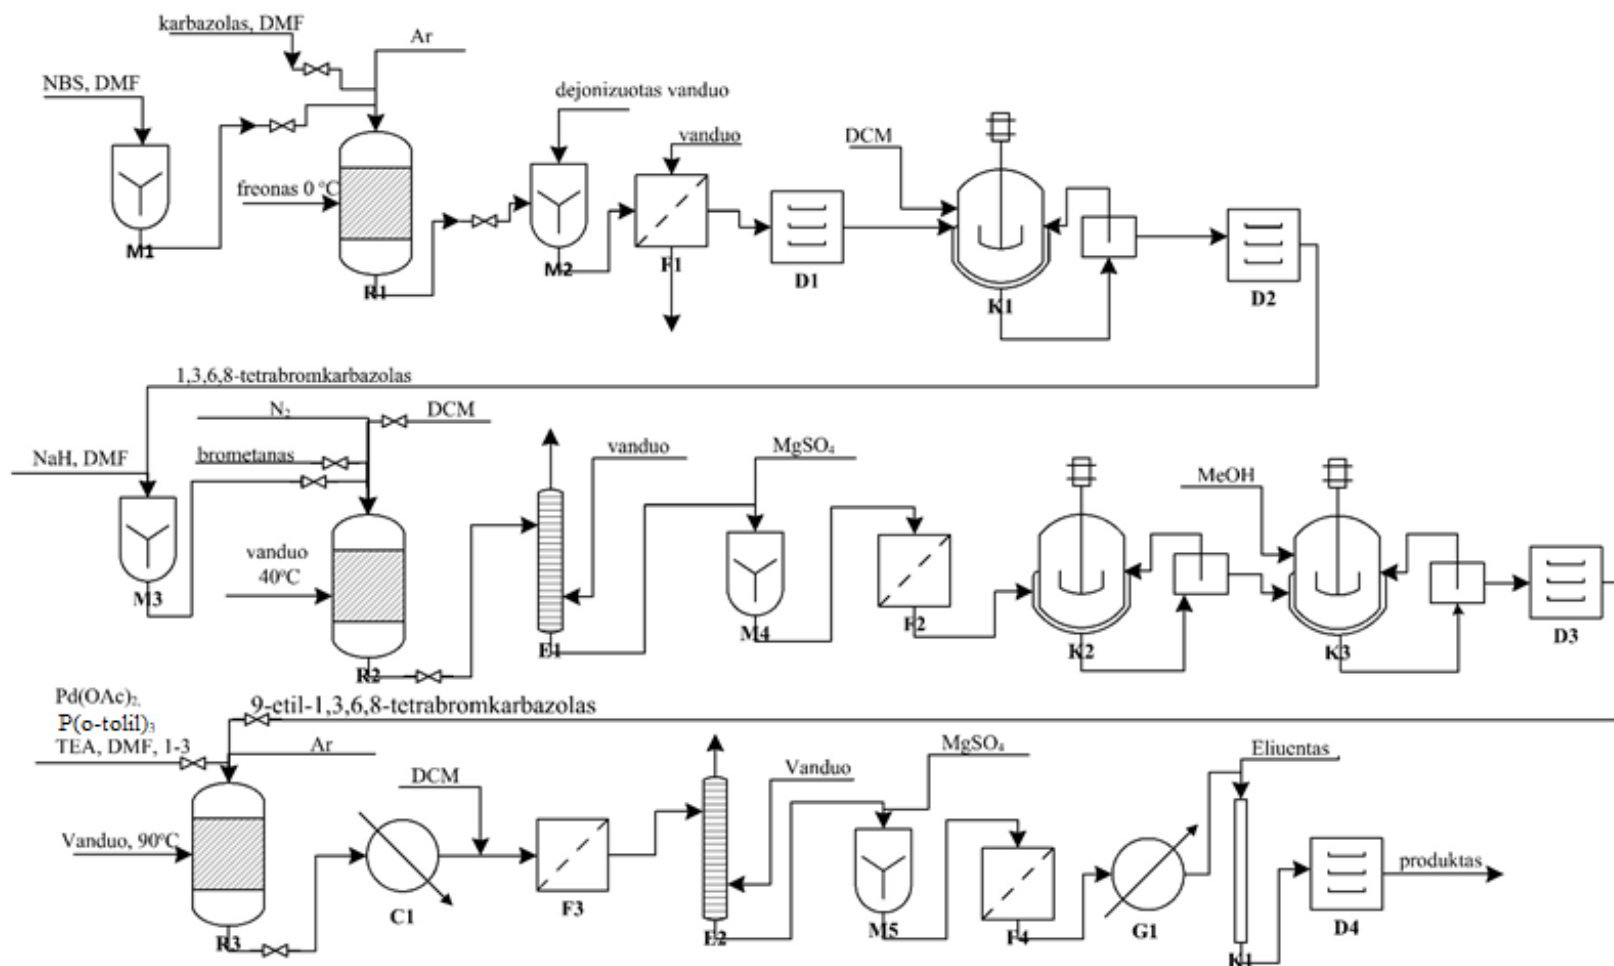 karbazolas, DMF
Ar
NBS, DMF
dejonizuotas vanduo
vanduo
DCM
freonas 0 °C
M1
R1
M2
F1
D1
K1
D2
1,3,6,8-tetrabromkarbazolas
N₂
DCM
NaH, DMF
brometanas
vanduo
MgSO₄
MeOH
vanduo
40°C
M3
R2
E1
M4
F2
K2
K3
D3
Pd(OAc)₂,
P(o-tolil)₃
TEA, DMF, 1-3
9-etil-1,3,6,8-tetrabromkarbazolas
Ar
DCM
Vanduo
MgSO₄
Eliuentas
Vanduo, 90°C
produktas
R3
C1
F3
E2
M5
F4
G1
K1
D4